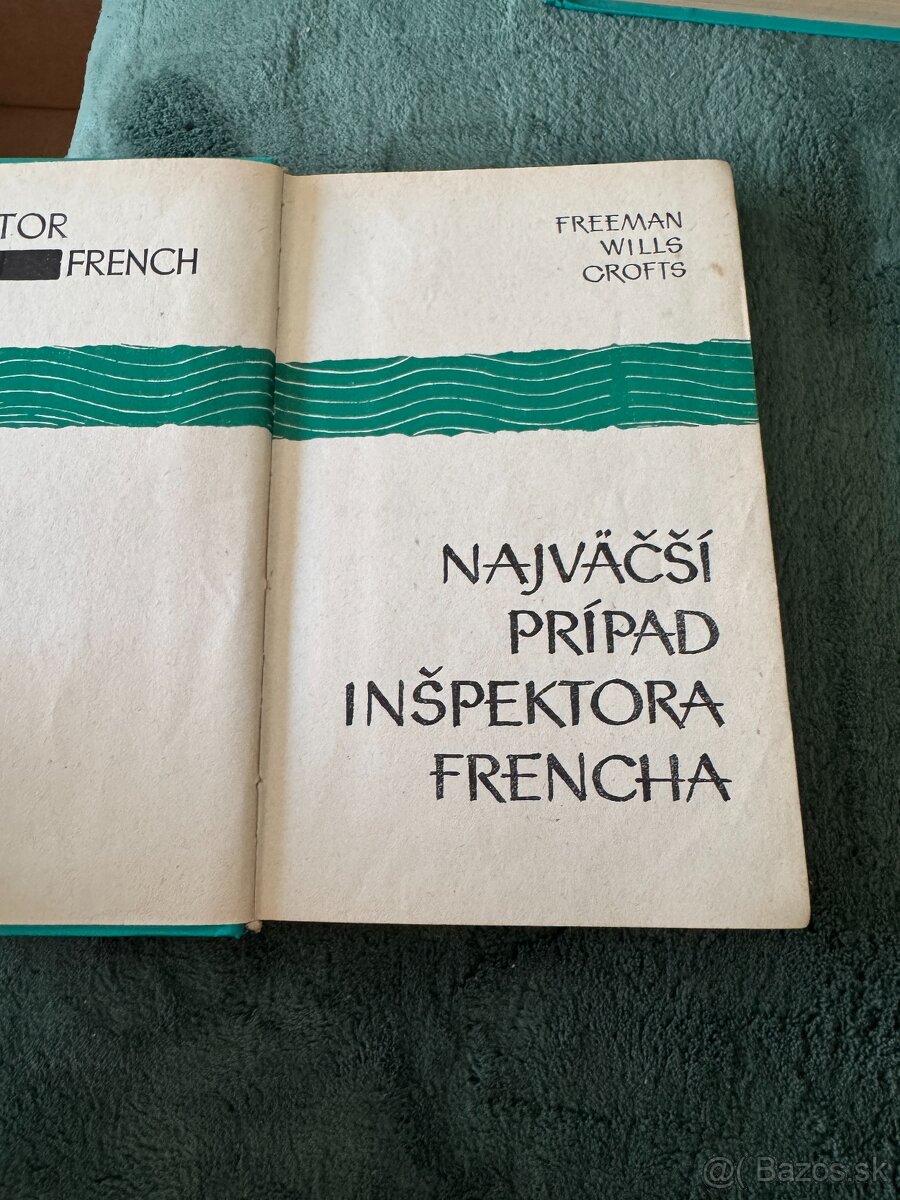 TOR
FRENCH
FREEMAN
WILLS
CROFTS
NAJVÄČŠÍ
PRÍPAD
INŠPEKTORA
FRENCHA
@( Bazos.sk